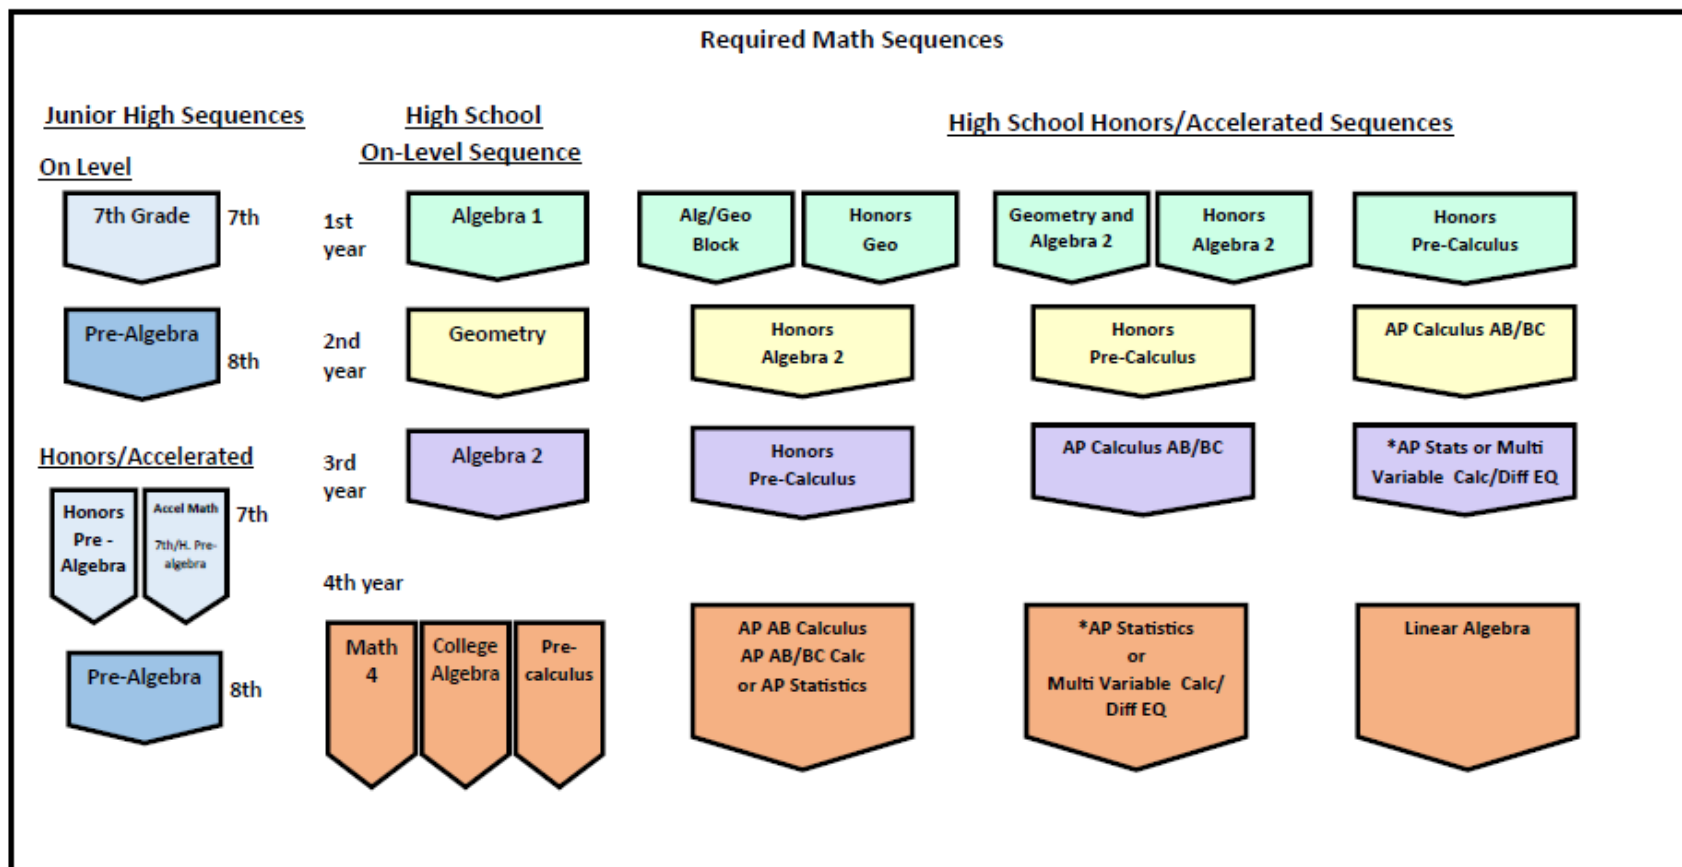 Required Math Sequences
Junior High Sequences
On Level
7th Grade
7th
Pre-Algebra
8th
Honors/Accelerated
Honors
Pre -
Algebra
Accel Math
7th/H. Pre-
algebra
7th
Pre-Algebra
8th
High School
On-Level Sequence
1st
year
Algebra 1
2nd
year
Geometry
3rd
year
Algebra 2
4th year
Math
4
College
Algebra
Pre-
calculus
High School Honors/Accelerated Sequences
Alg/Geo
Block
Honors
Geo
Honors
Algebra 2
Honors
Pre-Calculus
AP AB Calculus
AP AB/BC Calc
or AP Statistics
Geometry and
Algebra 2
Honors
Algebra 2
Honors
Pre-Calculus
AP Calculus AB/BC
*AP Statistics
or
Multi Variable Calc/
Diff EQ
Honors
Pre-Calculus
AP Calculus AB/BC
*AP Stats or Multi
Variable Calc/Diff EQ
Linear Algebra